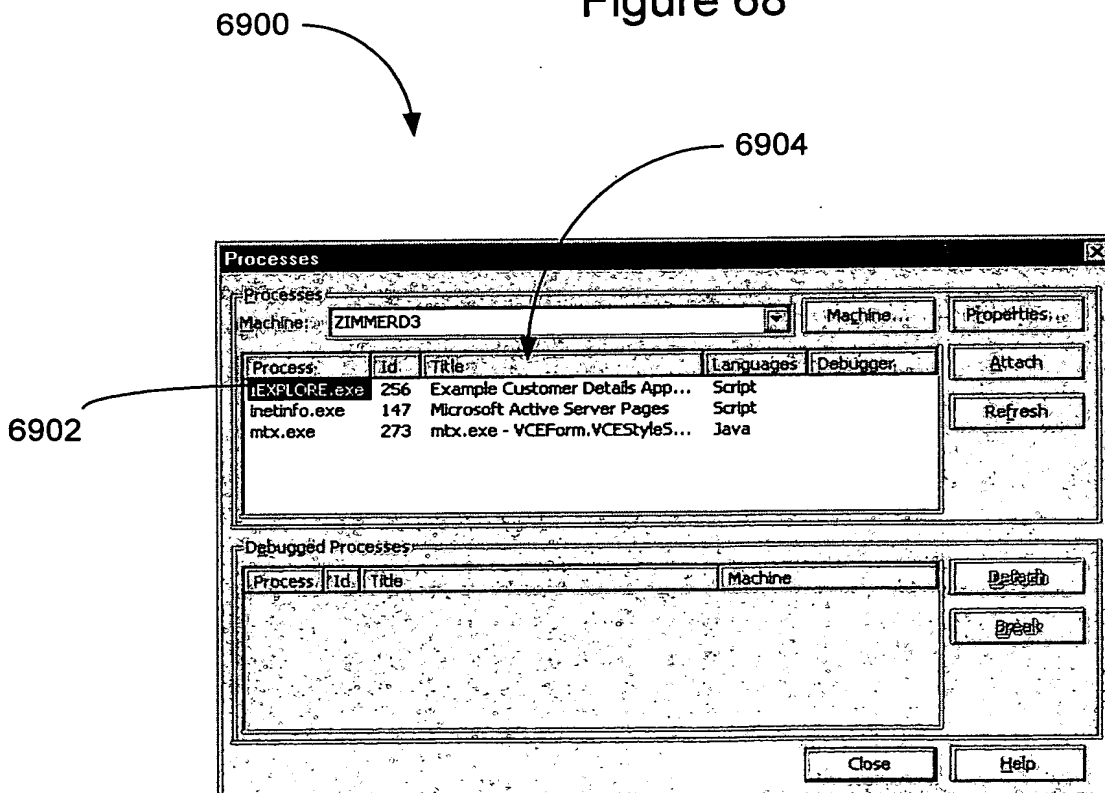 Figure 68
6900
6904
Processes
Processes
Machine: ZIMMERD3 Machine... Properties...
Process Id Title Languages Debugger Attach
IEXPLORE.exe 256 Example Customer Details App... Script
6902
inetinfo.exe 147 Microsoft Active Server Pages Script Refresh
mtx.exe 273 mtx.exe - VCEForm.VCEStyleS... Java
Debugged Processes
Process Id Title Machine Detach
Break
Close Help